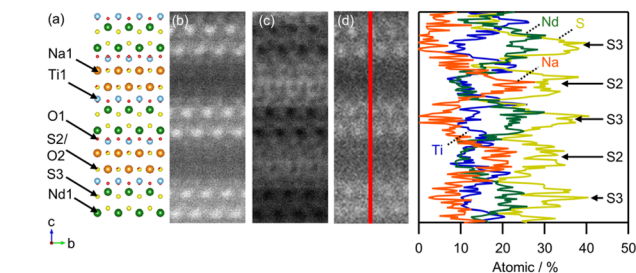 (a)
(b)
(c)
(d)
Nd
S
Na1
Ti1
O1
S2/
O2
S3
Nd1
c
b
Na
Ti
S3
S2
S3
S2
S3
0 10 20 30 40 50
Atomic / %